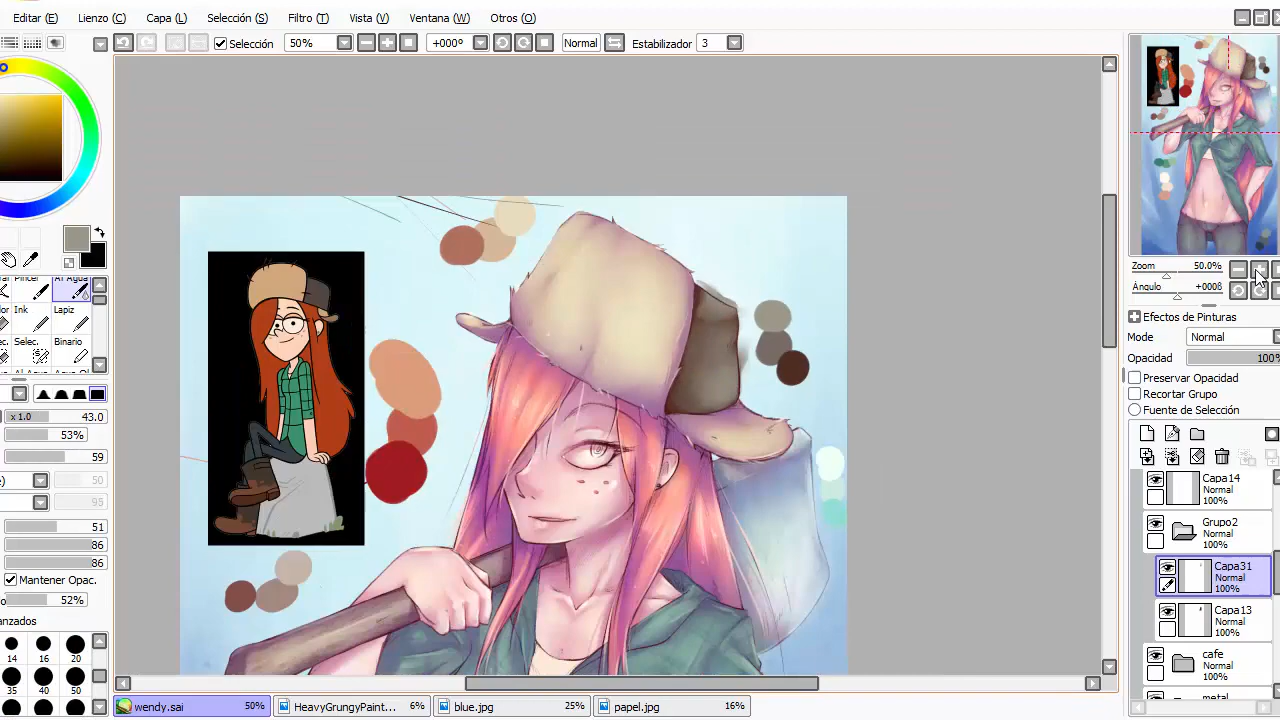 Editar (E) Lienzo (C) Capa (L) Selección (S) Filtro (T) Vista (V) Ventana (W) Otros (O)
Selección 50% +000º Normal Estabilizador 3
Zoom 50.0%
Ángulo +000ß
Efectos de Pinturas
Modo Normal
Opacidad 100%
Preservar Opacidad
Recortar Grupo
Fuente de Selección
Capa14
Normal
100%
Grupo2
Normal
100%
Capa31
Normal
100%
Capa13
Normal
100%
cafe
Normal
100%
metal
Ink Lapiz
Selec. Binario
x 1.0 43.0
53%
59
50
95
51
86
86
Mantener Opac.
52%
anzados
14 16 20
35 40 50
wendy.sai 50% HeavyGrungyPaint... 6% blue.jpg 25% papel.jpg 16%